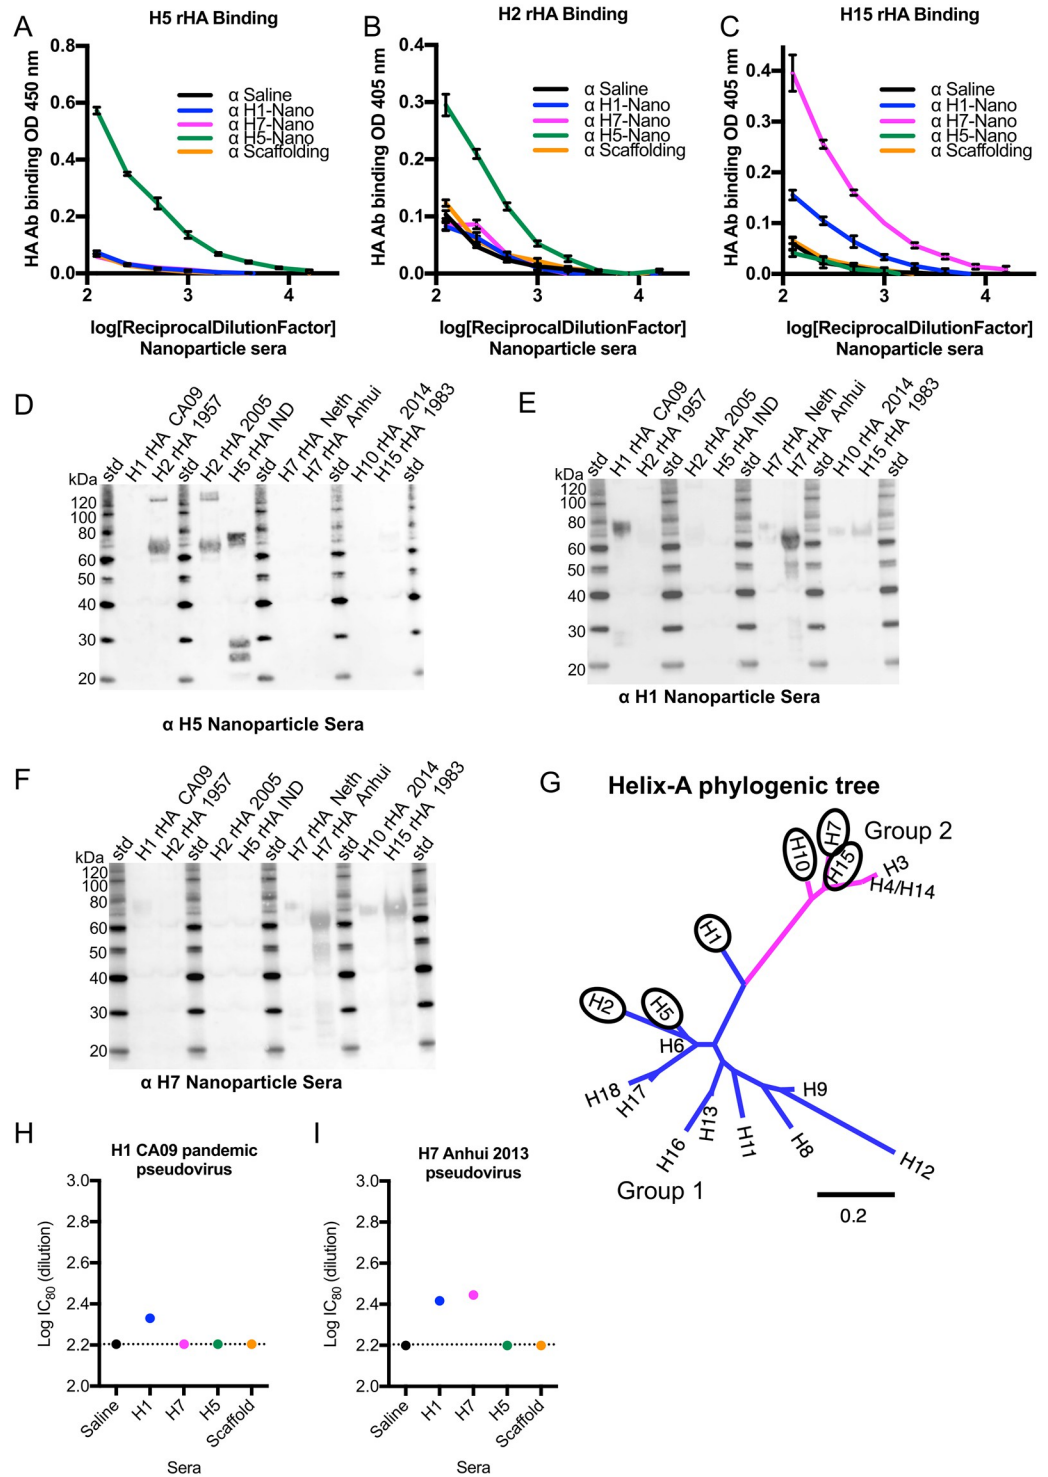 A
H5 rHA Binding
HA Ab binding OD 450 nm
0.8
0.6
0.4
0.2
0.0
2
3
4
α Saline
α H1-Nano
α H7-Nano
α H5-Nano
α Scaffolding
log[ReciprocalDilutionFactor]
Nanoparticle sera
B
H2 rHA Binding
HA Ab binding OD 405 nm
0.4
0.3
0.2
0.1
0.0
2
3
4
α Saline
α H1-Nano
α H7-Nano
α H5-Nano
α Scaffolding
log[ReciprocalDilutionFactor]
Nanoparticle sera
C
H15 rHA Binding
HA Ab binding OD 405 nm
0.4
0.3
0.2
0.1
0.0
2
3
4
α Saline
α H1-Nano
α H7-Nano
α H5-Nano
α Scaffolding
log[ReciprocalDilutionFactor]
Nanoparticle sera
D
kDa
std
H1 rHA CA09
H2 rHA 1957
std
H2 rHA 2005
H5 rHA IND
std
H7 rHA Neth
H7 rHA Anhui
std
H10 rHA 2014
H15 rHA 1983
std
120
100
80
60
50
40
30
20
α H5 Nanoparticle Sera
E
kDa
std
H1 rHA CA09
H2 rHA 1957
std
H2 rHA 2005
H5 rHA IND
std
H7 rHA Neth
H7 rHA Anhui
std
H10 rHA 2014
H15 rHA 1983
std
120
100
80
60
50
40
30
20
α H1 Nanoparticle Sera
F
kDa
std
H1 rHA CA09
H2 rHA 1957
std
H2 rHA 2005
H5 rHA IND
std
H7 rHA Neth
H7 rHA Anhui
std
H10 rHA 2014
H15 rHA 1983
std
120
100
80
60
50
40
30
20
α H7 Nanoparticle Sera
G
Helix-A phylogenic tree
H10
H7
H15
Group 2
H3
H4/H14
H1
H2
H5
H6
H18
H17
H16
H13
H11
H8
H9
H12
Group 1
0.2
H
H1 CA09 pandemic
pseudovirus
Log IC80 (dilution)
3.0
2.8
2.6
2.4
2.2
2.0
Saline
H1
H7
H5
Scaffold
Sera
I
H7 Anhui 2013
pseudovirus
Log IC80 (dilution)
3.0
2.8
2.6
2.4
2.2
2.0
Saline
H1
H7
H5
Scaffold
Sera